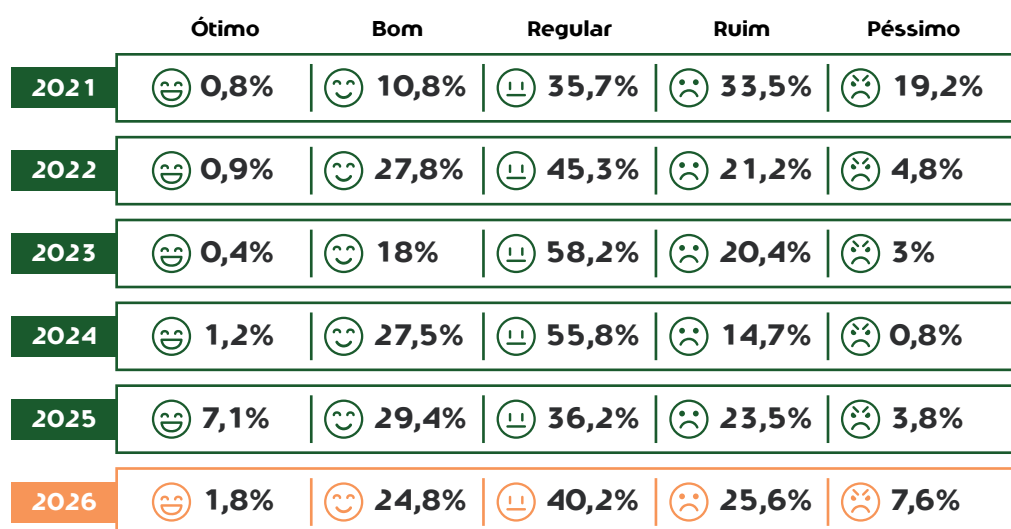 Ótimo Bom Regular Ruim Péssimo
2021 0,8% 10,8% 35,7% 33,5% 19,2%
2022 0,9% 27,8% 45,3% 21,2% 4,8%
2023 0,4% 18% 58,2% 20,4% 3%
2024 1,2% 27,5% 55,8% 14,7% 0,8%
2025 7,1% 29,4% 36,2% 23,5% 3,8%
2026 1,8% 24,8% 40,2% 25,6% 7,6%